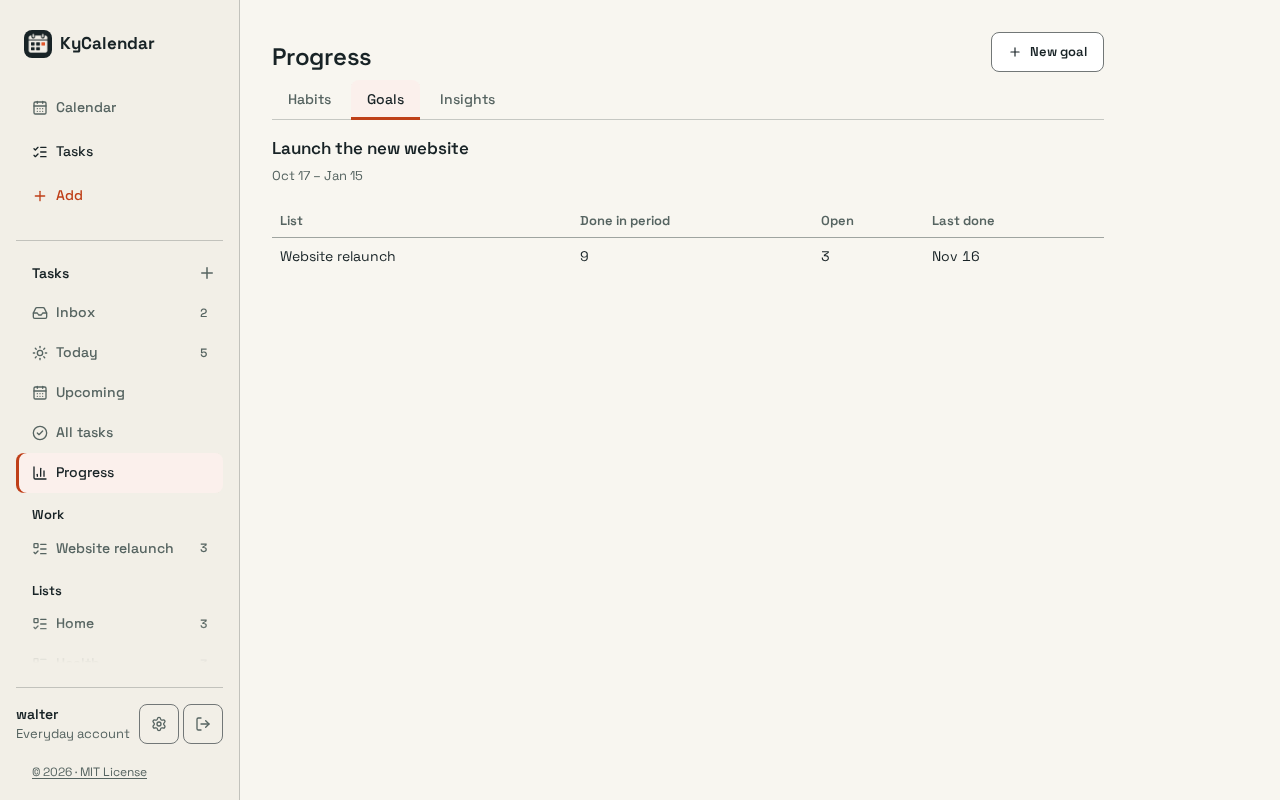 KyCalendar
Calendar
Tasks
Add
Tasks
Inbox 2
Today 5
Upcoming
All tasks
Progress
Work
Website relaunch 3
Lists
Home 3
walter
Everyday account
© 2026 · MIT License
Progress
New goal
Habits Goals Insights
Launch the new website
Oct 17 – Jan 15
List Done in period Open Last done
Website relaunch 9 3 Nov 16